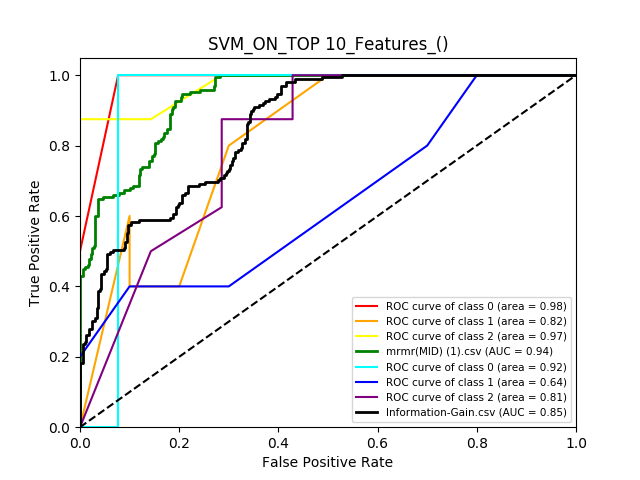 SVM_ON_TOP 10_Features_()
True Positive Rate
1.0
0.8
0.6
0.4
0.2
0.0
ROC curve of class 0 (area = 0.98)
ROC curve of class 1 (area = 0.82)
ROC curve of class 2 (area = 0.97)
mrmr(MID) (1).csv (AUC = 0.94)
ROC curve of class 0 (area = 0.92)
ROC curve of class 1 (area = 0.64)
ROC curve of class 2 (area = 0.81)
Information-Gain.csv (AUC = 0.85)
0.0 0.2 0.4 0.6 0.8 1.0
False Positive Rate